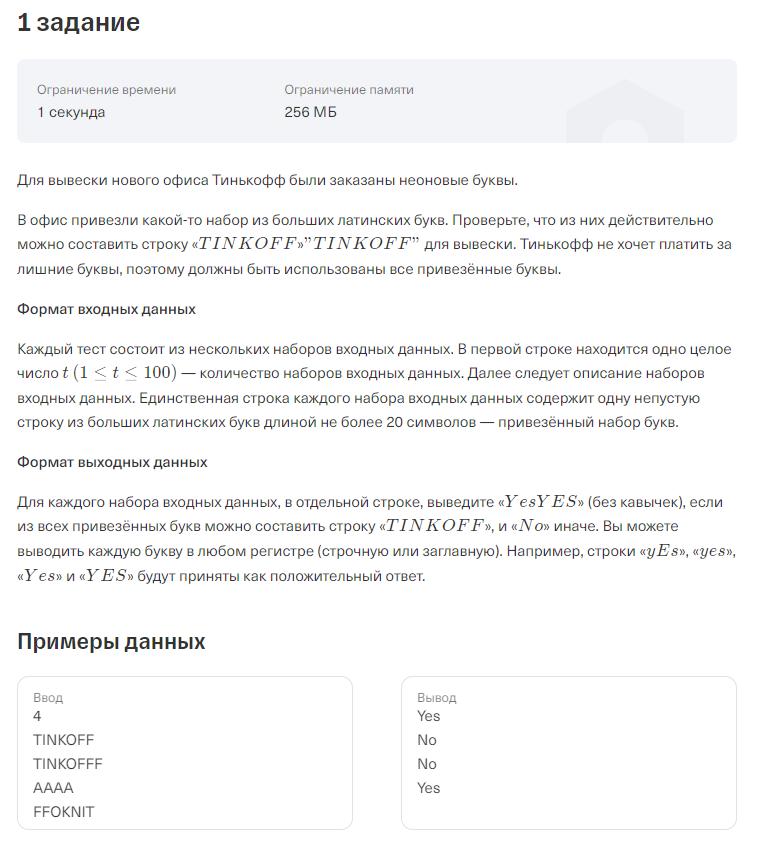 1 задание
Ограничение времени Ограничение памяти
1 секунда 256 МБ
Для вывески нового офиса Тинькофф были заказаны неоновые буквы.
В офис привезли какой-то набор из больших латинских букв. Проверьте, что из них действительно
можно составить строку «TINKOFF»"TINKOFF" для вывески. Тинькофф не хочет платить за
лишние буквы, поэтому должны быть использованы все привезённые буквы.
Формат входных данных
Каждый тест состоит из нескольких наборов входных данных. В первой строке находится одно целое
число t (1 ≤ t ≤ 100) — количество наборов входных данных. Далее следует описание наборов
входных данных. Единственная строка каждого набора входных данных содержит одну непустую
строку из больших латинских букв длиной не более 20 символов — привезённый набор букв.
Формат выходных данных
Для каждого набора входных данных, в отдельной строке, выведите «YesYES» (без кавычек), если
из всех привезённых букв можно составить строку «TINKOFF», и «No» иначе. Вы можете
выводить каждую букву в любом регистре (строчную или заглавную). Например, строки «yEs», «yes»,
«Yes» и «YES» будут приняты как положительный ответ.
Примеры данных
Ввод
4
TINKOFF
TINKOFFF
AAAA
FFOKNIT
Вывод
Yes
No
No
Yes